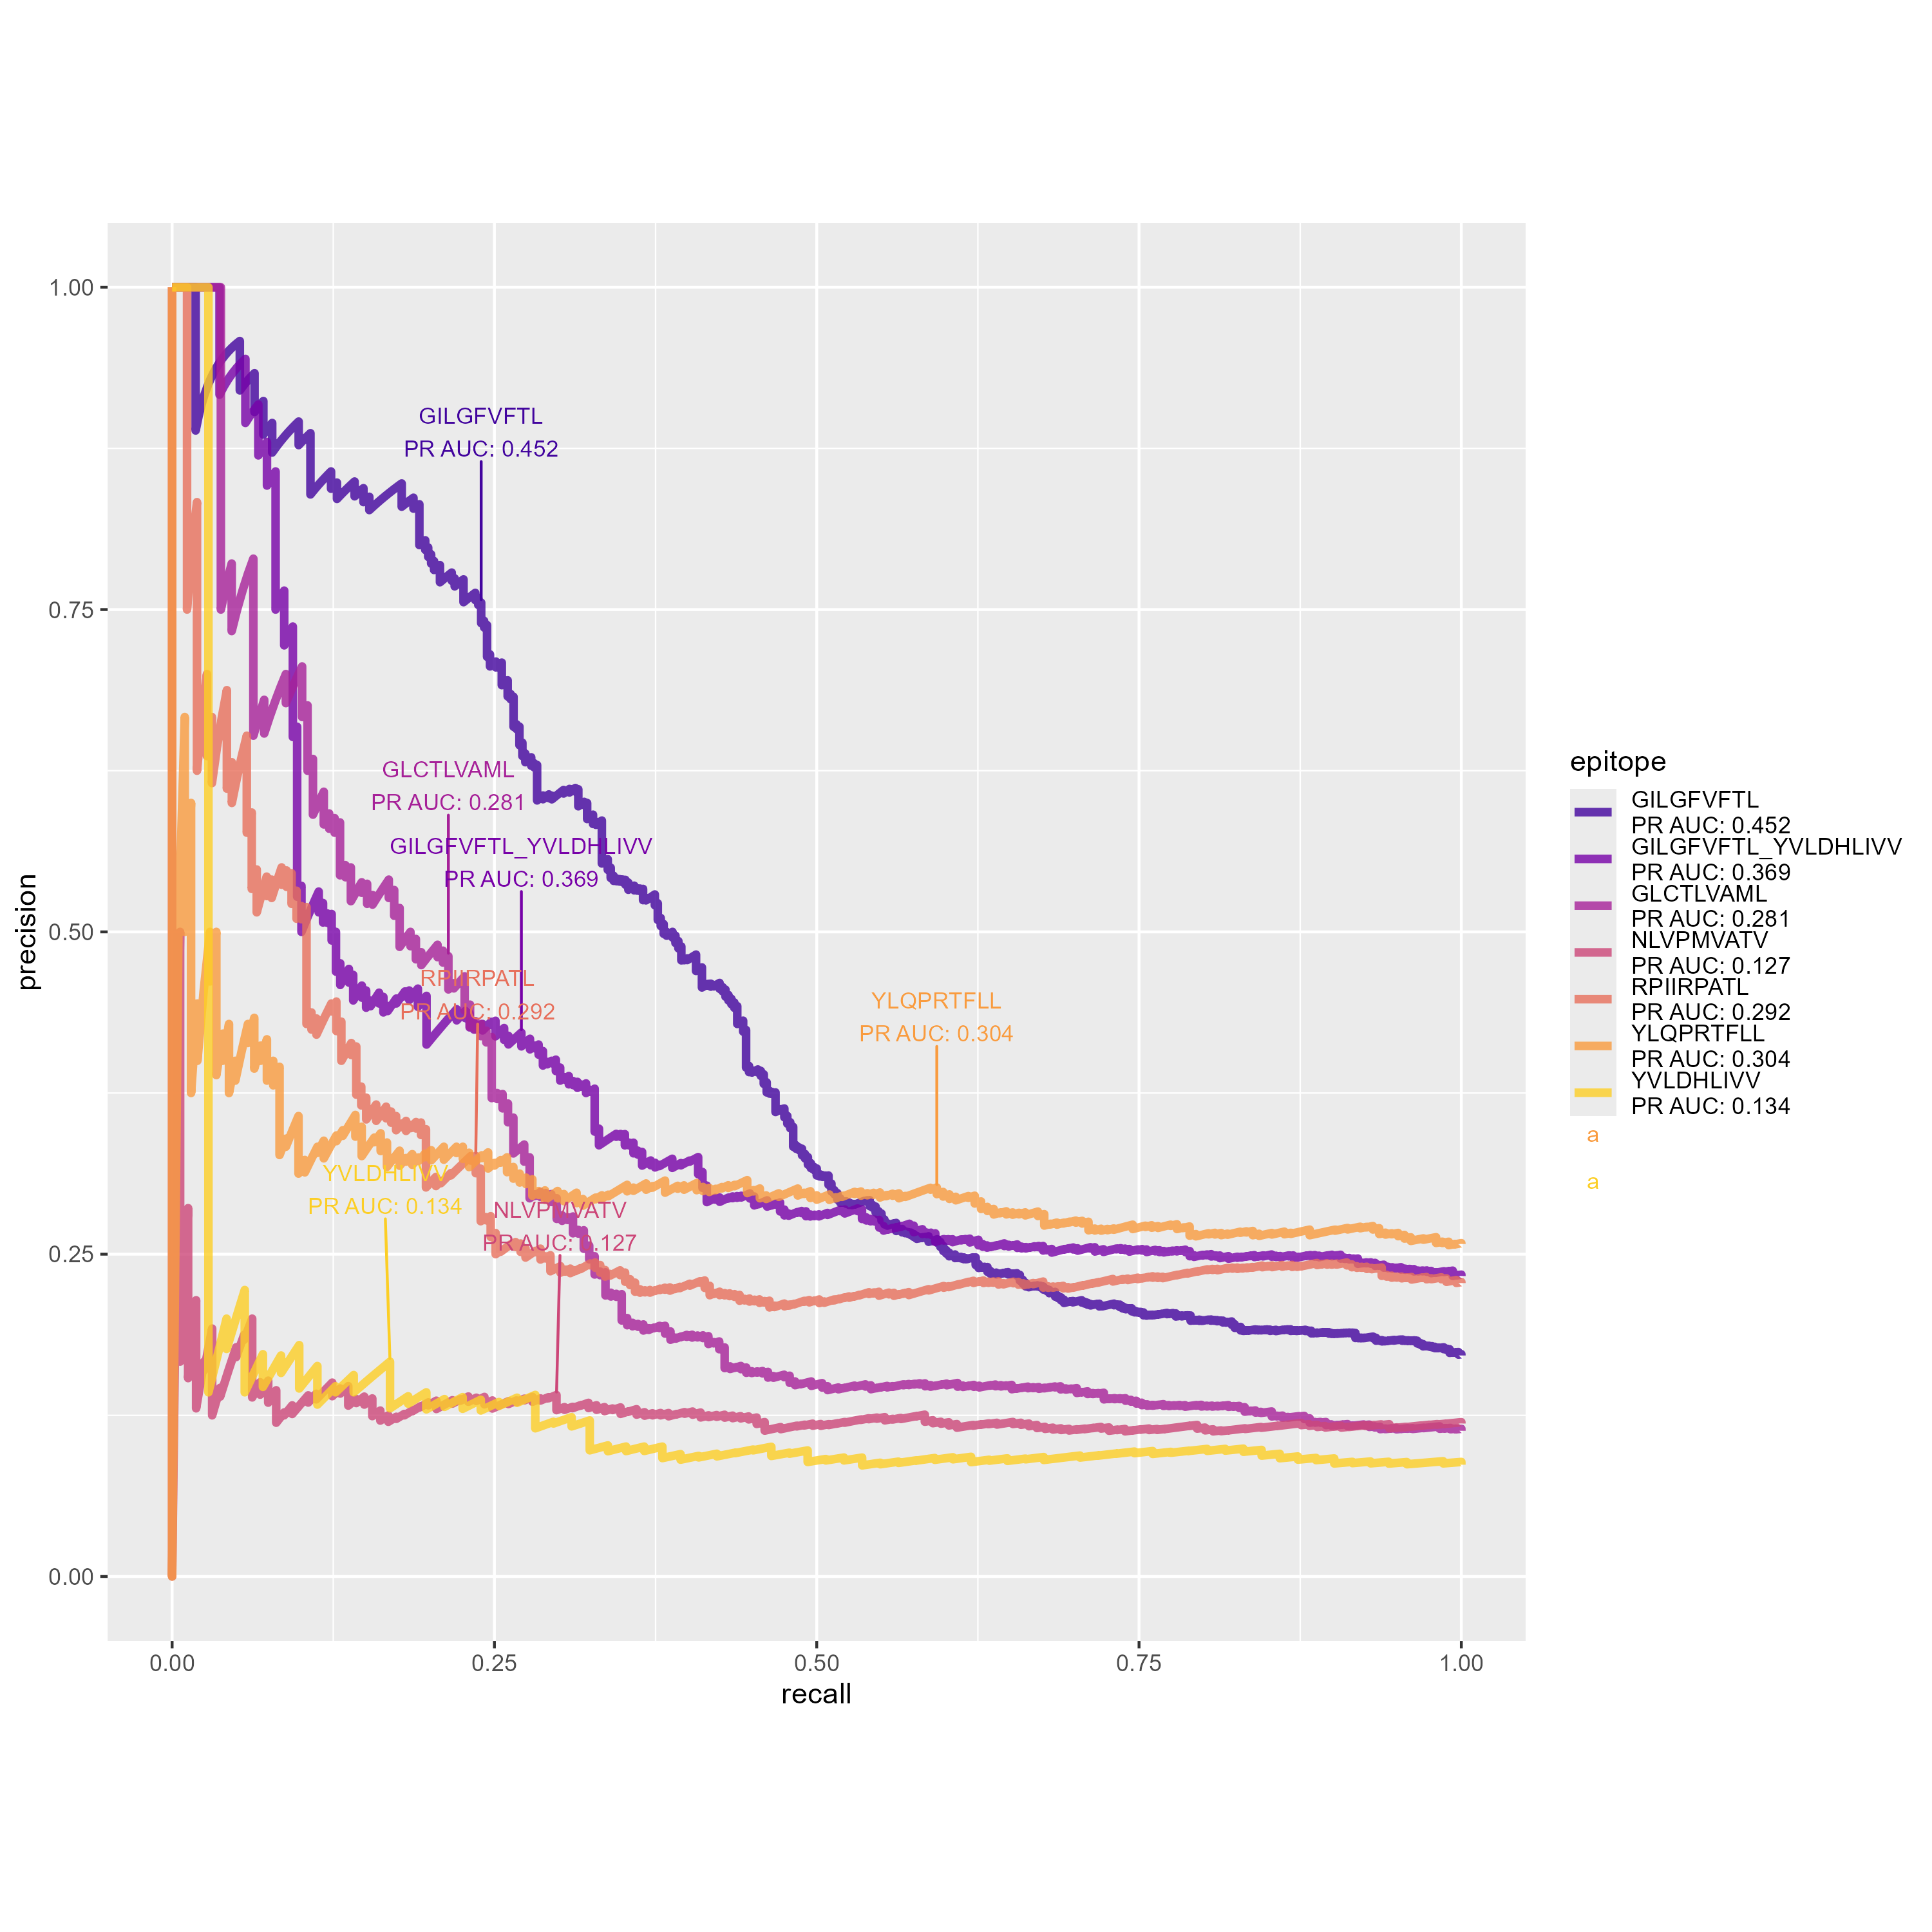 GILGFVFTL
PR AUC: 0.452
GLCTLVAML
PR AUC: 0.281
GILGFVFTL_YVLDHLIVV
PR AUC: 0.369
RPIIRPATL
PR AUC: 0.292
YLQPRTFLL
PR AUC: 0.304
YVLDHLIVV
PR AUC: 0.134
NLVPMVATV
PR AUC: 0.127
1.00
0.75
0.50
0.25
0.00
precision
0.00
0.25
0.50
0.75
1.00
recall
epitope
GILGFVFTL
PR AUC: 0.452
GILGFVFTL_YVLDHLIVV
PR AUC: 0.369
GLCTLVAML
PR AUC: 0.281
NLVPMVATV
PR AUC: 0.127
RPIIRPATL
PR AUC: 0.292
YLQPRTFLL
PR AUC: 0.304
YVLDHLIVV
PR AUC: 0.134
a
a